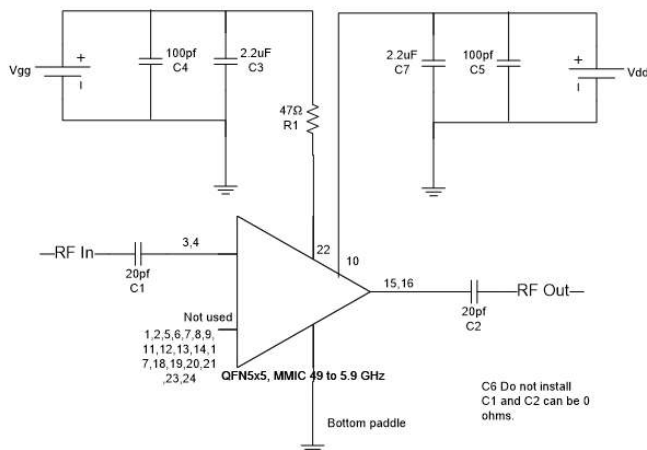 100pf
C4
2.2uF
C3
Vgg
+
47Ω
R1
2.2uF
C7
100pf
C5
+
Vdd
RF In
20pf
C1
3,4
22
10
15,16
20pf
C2
RF Out
Not used
1,2,5,6,7,8,9,
11,12,13,14,1
7,18,19,20,21
,23,24
QFN5x5, MMIC 49 to 5.9 GHz
Bottom paddle
C6 Do not install
C1 and C2 can be 0
ohms.